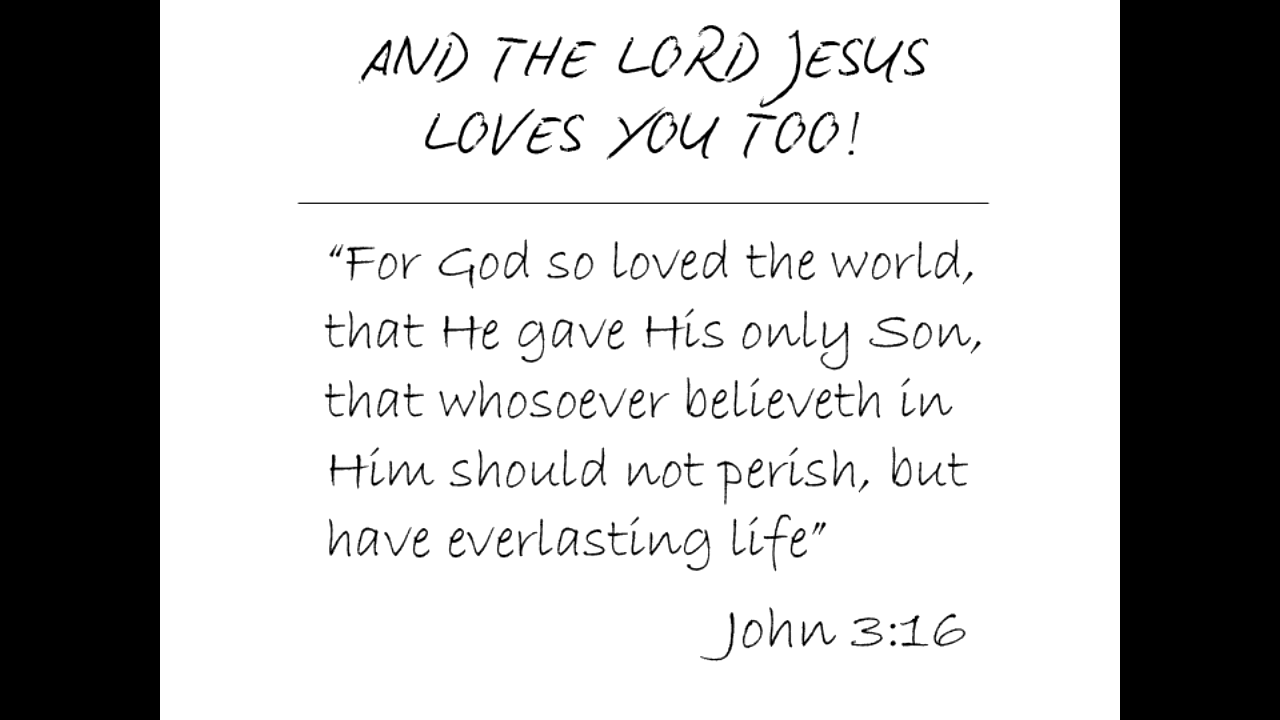 AND THE LORD JESUS
LOVES YOU TOO!
“For God so loved the world,
that He gave His only Son,
that whosoever believeth in
Him should not perish, but
have everlasting life”
John 3:16